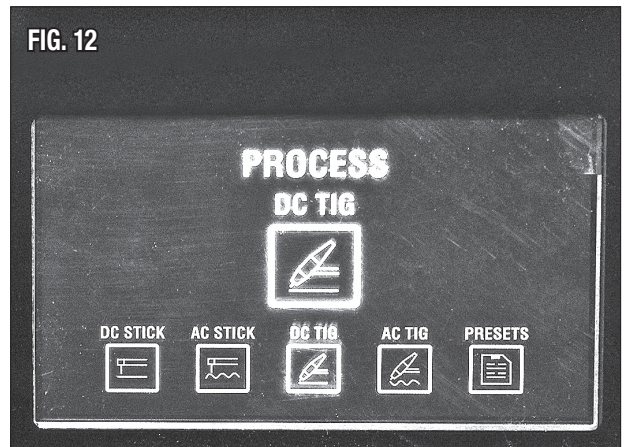 FIG. 12
PROCESS
DC TIG
DC STICK AC STICK DC TIG AC TIG PRESETS